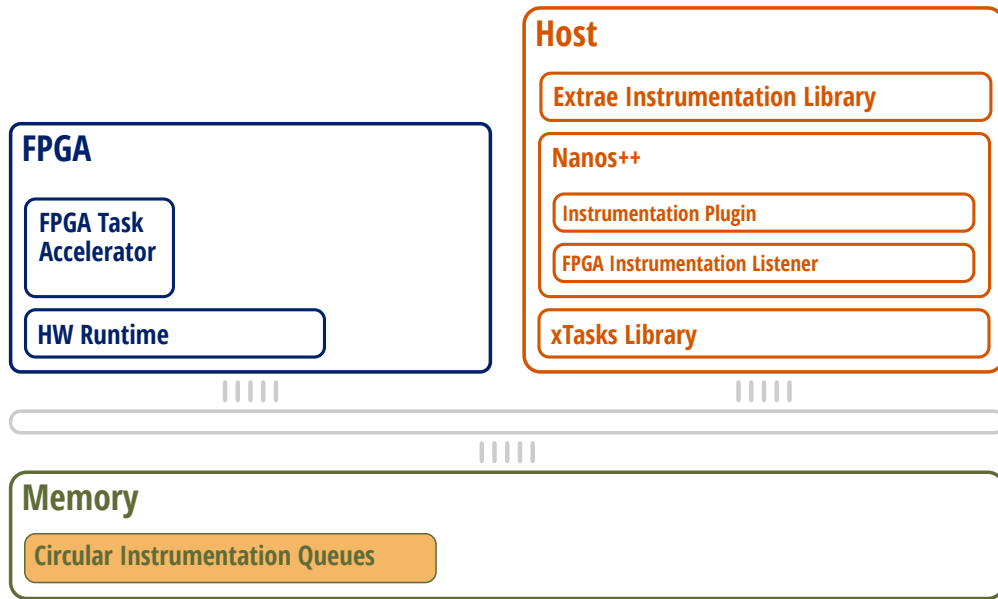 Host
Extrae Instrumentation Library
Nanos++
Instrumentation Plugin
FPGA Instrumentation Listener
xTasks Library
FPGA
FPGA Task
Accelerator
HW Runtime
Memory
Circular Instrumentation Queues